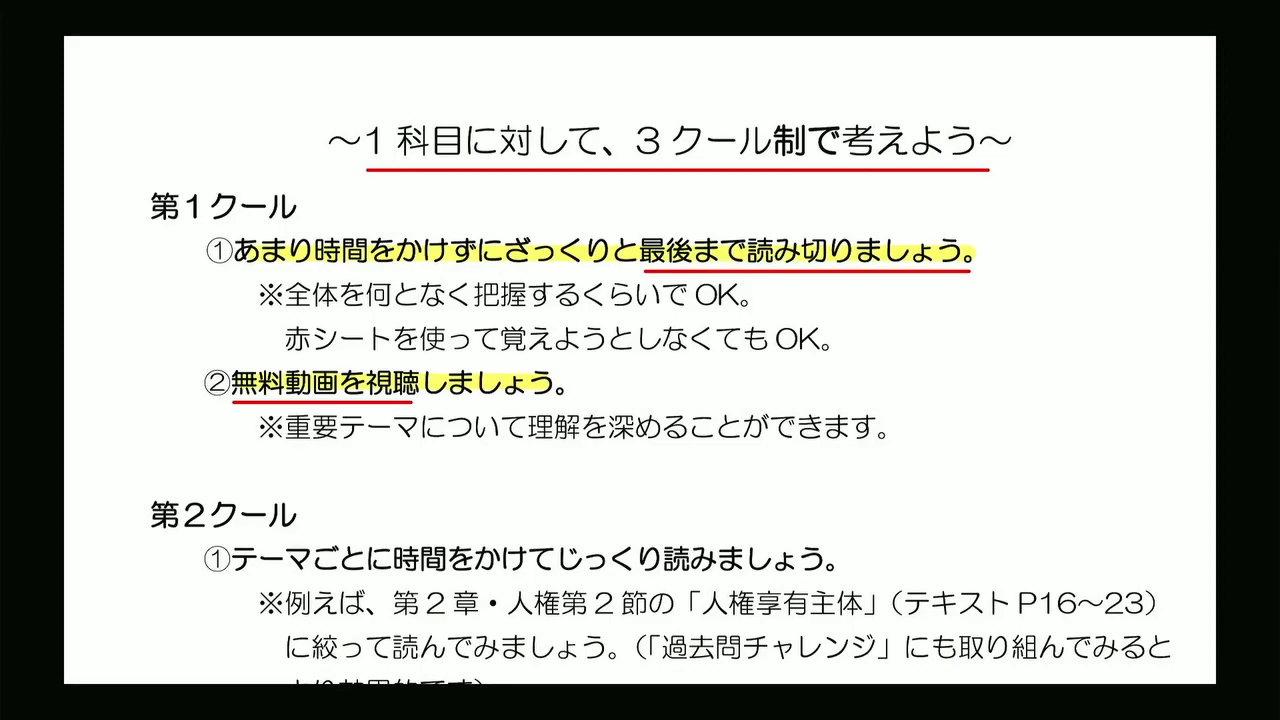 ～1 科目に対して、3 クール制で考えよう～
第1クール
①あまり時間をかけずにざっくりと最後まで読み切りましょう。
※全体を何となく把握するくらいで OK。
赤シートを使って覚えようとしなくても OK。
②無料動画を視聴しましょう。
※重要テーマについて理解を深めることができます。
第2クール
①テーマごとに時間をかけてじっくり読みましょう。
※例えば、第 2 章・人権第 2 節の「人権享有主体」（テキスト P16～23）
に絞って読んでみましょう。（「過去問チャレンジ」にも取り組んでみると